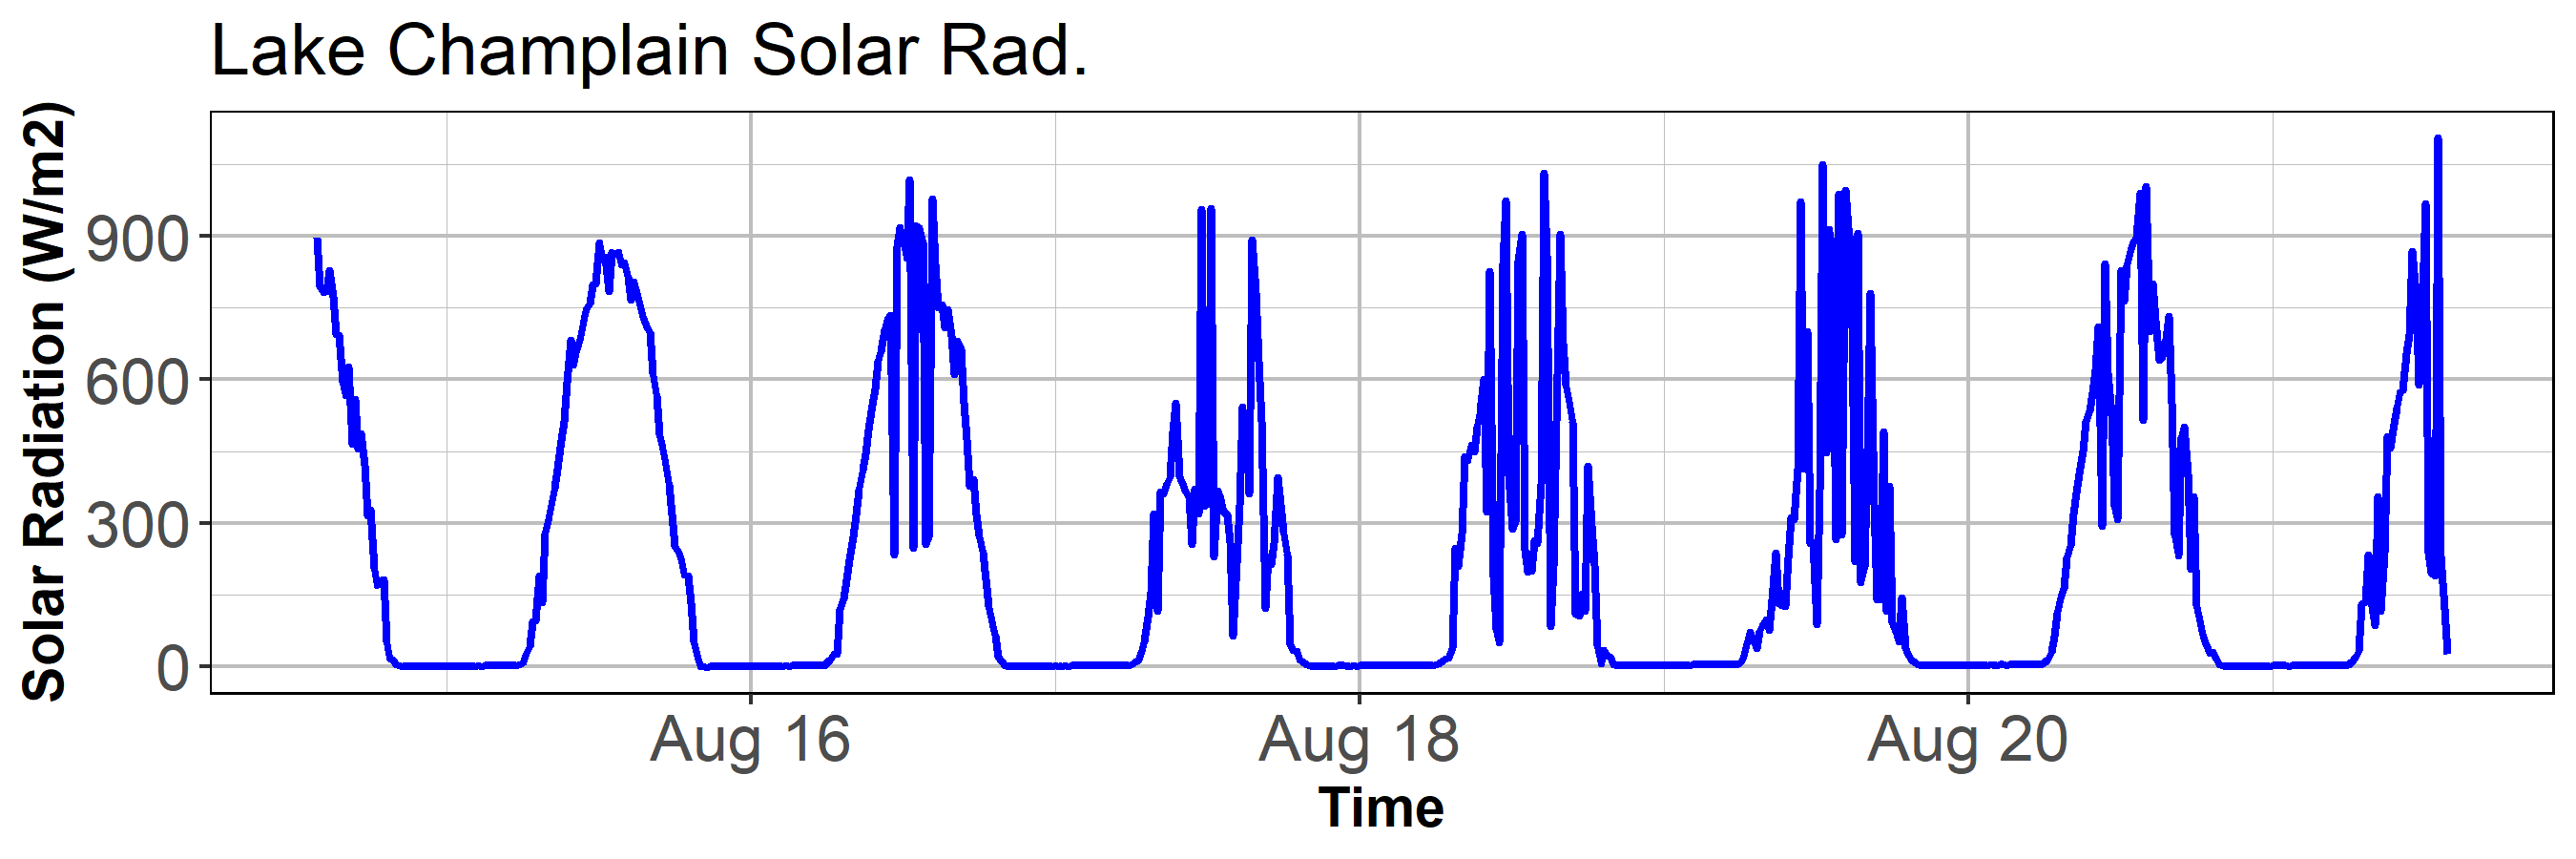 Lake Champlain Solar Rad.
Solar Radiation (W/m2)
900
600
300
0
Aug 16 Aug 18 Aug 20
Time